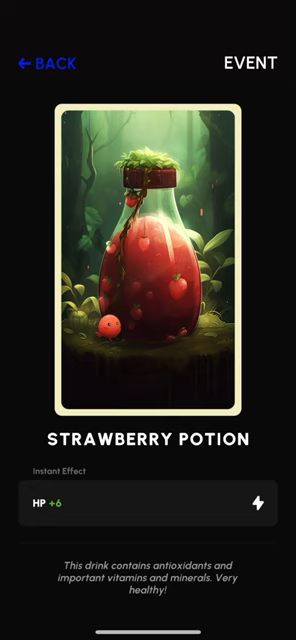 ← BACK
EVENT
STRAWBERRY POTION
Instant Effect
HP +6
This drink contains antioxidants and
important vitamins and minerals. Very
healthy!